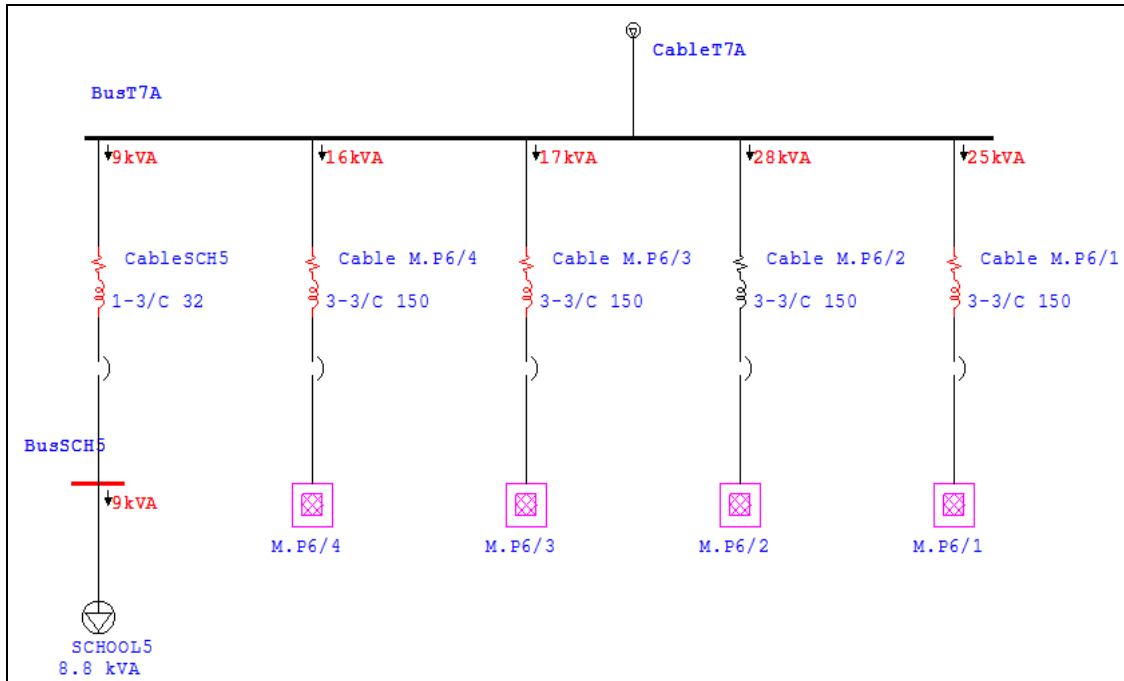 CableT7A
BusT7A
9kVA 16kVA 17kVA 28kVA 25kVA
CableSCH5 Cable M.P6/4 Cable M.P6/3 Cable M.P6/2 Cable M.P6/1
1-3/C 32 3-3/C 150 3-3/C 150 3-3/C 150 3-3/C 150
BusSCH5
9kVA
M.P6/4 M.P6/3 M.P6/2 M.P6/1
SCHOOL5
8.8 kVA